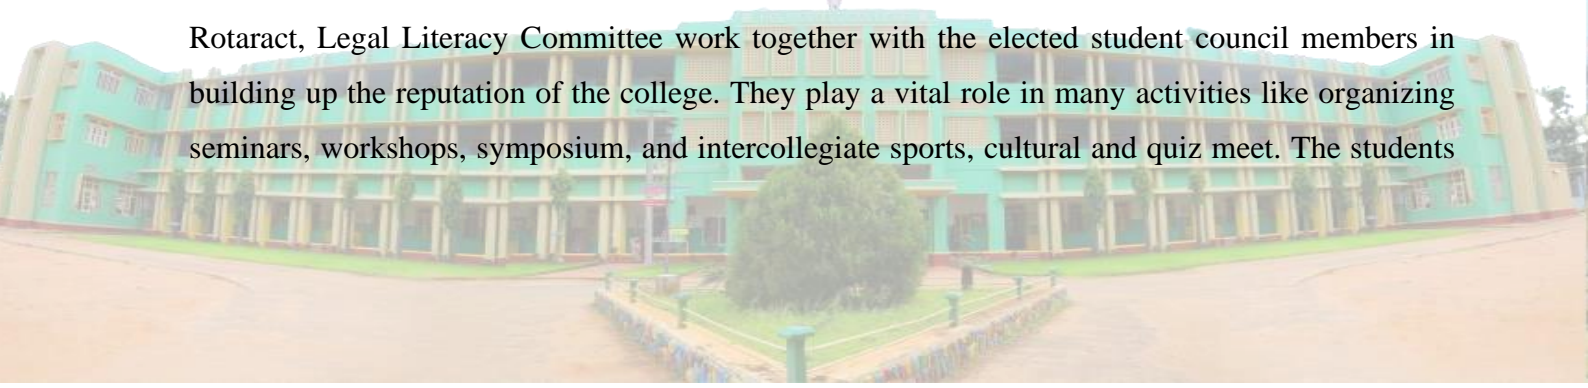 Rotaract, Legal Literacy Committee work together with the elected student council members in
building up the reputation of the college. They play a vital role in many activities like organizing
seminars, workshops, symposium, and intercollegiate sports, cultural and quiz meet. The students